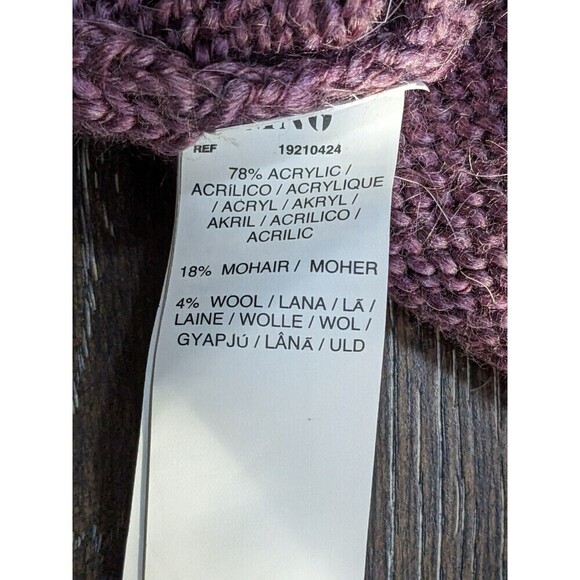 REF 19210424
78% ACRYLIC /
ACRÍLICO / ACRYLIQUE
/ ACRYL / AKRYL /
AKRIL / ACRILICO /
ACRILIC
18% MOHAIR / MOHER
4% WOOL / LANA / LÃ /
LAINE / WOLLE / WOL /
GYAPJÚ / LÂNĂ / ULD